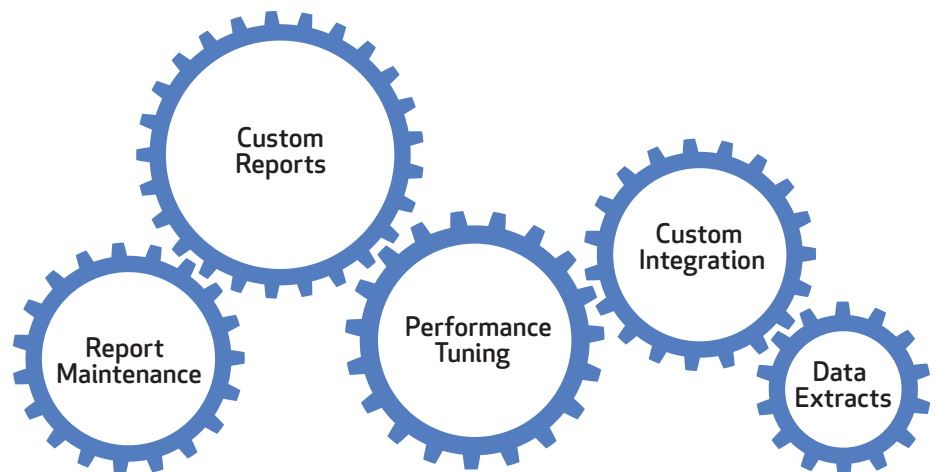 Custom
Reports
Report
Maintenance
Performance
Tuning
Custom
Integration
Data
Extracts